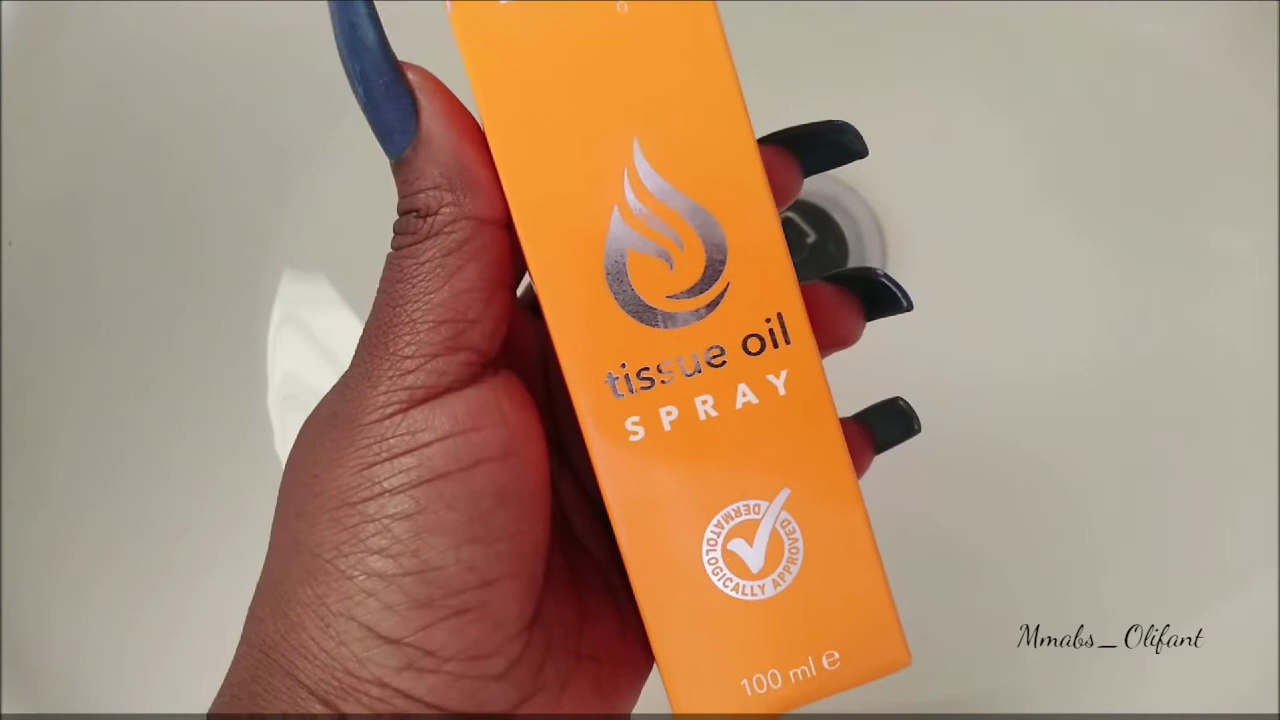 tissue oil
SPRAY
DERMATOLOGICALLY APPROVED
100 ml e
Mmabs_Olifant